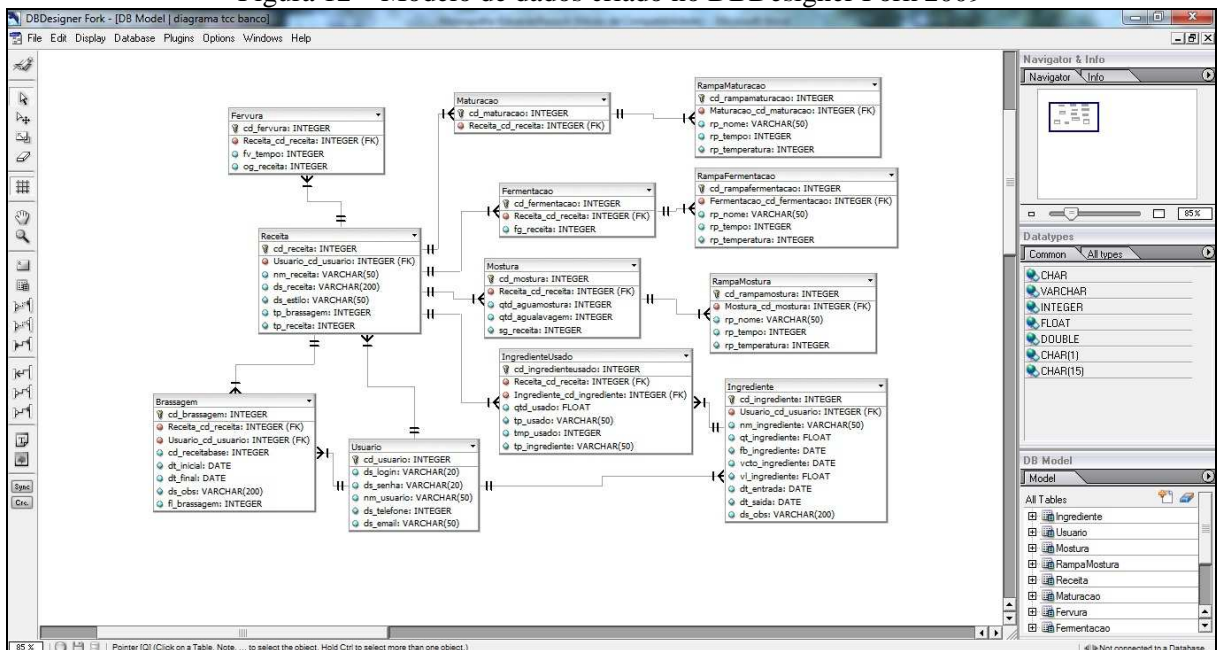 Figura 12 – Modelo de dados criado no DBDesigner Fork 2009
DBDesigner Fork - [DB Model | diagrama tcc banco]
File Edit Display Database Plugins Options Windows Help
Fervura
cd_fervura: INTEGER
Receita_cd_receita: INTEGER (FK)
fv_tempo: INTEGER
og_receita: INTEGER
Maturacao
cd_maturacao: INTEGER
Receita_cd_receita: INTEGER (FK)
RampaMaturacao
cd_rampamaturacao: INTEGER
Maturacao_cd_maturacao: INTEGER (FK)
rp_nome: VARCHAR(50)
rp_tempo: INTEGER
rp_temperatura: INTEGER
Fermentacao
cd_fermentacao: INTEGER
Receita_cd_receita: INTEGER (FK)
fg_receita: INTEGER
RampaFermentacao
cd_rampafermentacao: INTEGER
Fermentacao_cd_fermentacao: INTEGER (FK)
rp_nome: VARCHAR(50)
rp_tempo: INTEGER
rp_temperatura: INTEGER
Receita
cd_receita: INTEGER
Usuario_cd_usuario: INTEGER (FK)
nm_receita: VARCHAR(50)
ds_receita: VARCHAR(200)
ds_estilo: VARCHAR(50)
tp_brassagem: INTEGER
tp_receita: INTEGER
Mostura
cd_mostura: INTEGER
Receita_cd_receita: INTEGER (FK)
qtd_aguamostura: INTEGER
qtd_agualavagem: INTEGER
sg_receita: INTEGER
RampaMostura
cd_rampamostura: INTEGER
Mostura_cd_mostura: INTEGER (FK)
rp_nome: VARCHAR(50)
rp_tempo: INTEGER
rp_temperatura: INTEGER
IngredienteUsado
cd_ingredienteusado: INTEGER
Receita_cd_receita: INTEGER (FK)
Ingrediente_cd_ingrediente: INTEGER (FK)
qtd_usado: FLOAT
tp_usado: VARCHAR(50)
tmp_usado: INTEGER
tp_ingrediente: VARCHAR(50)
Ingrediente
cd_ingrediente: INTEGER
Usuario_cd_usuario: INTEGER (FK)
nm_ingrediente: VARCHAR(50)
qt_ingrediente: FLOAT
fb_ingrediente: DATE
vcto_ingrediente: DATE
vl_ingrediente: FLOAT
dt_entrada: DATE
dt_saida: DATE
ds_obs: VARCHAR(200)
Brassagem
cd_brassagem: INTEGER
Receita_cd_receita: INTEGER (FK)
Usuario_cd_usuario: INTEGER (FK)
cd_receitabase: INTEGER
dt_inicial: DATE
dt_final: DATE
ds_obs: VARCHAR(200)
fl_brassagem: INTEGER
Usuario
cd_usuario: INTEGER
ds_login: VARCHAR(20)
ds_senha: VARCHAR(20)
nm_usuario: VARCHAR(50)
ds_telefone: INTEGER
ds_email: VARCHAR(50)
Sync
Navigator & Info
Navigator Info
85%
Datatypes
Common All types
CHAR
VARCHAR
INTEGER
FLOAT
DOUBLE
CHAR(1)
CHAR(15)
DB Model
Model
All Tables
Ingrediente
Usuario
Mostura
RampaMostura
Receita
Maturacao
Fervura
Fermentacao
85 % Pointer [Q] (Click on a Table, Note, ... to select the object. Hold Ctrl to select more than one object.) Not connected to a Database